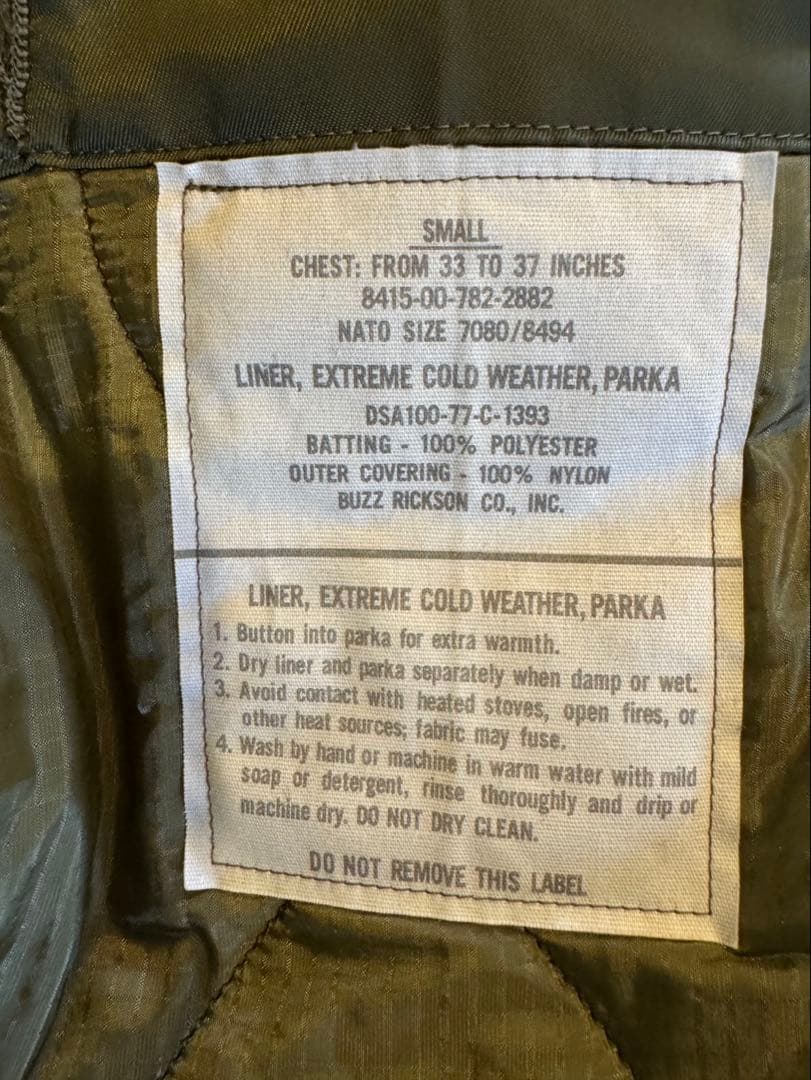 SMALL
CHEST: FROM 33 TO 37 INCHES
8415-00-782-2882
NATO SIZE 7080/8494
LINER, EXTREME COLD WEATHER, PARKA
DSA100-77-C-1393
BATTING - 100% POLYESTER
OUTER COVERING - 100% NYLON
BUZZ RICKSON CO., INC.
LINER, EXTREME COLD WEATHER, PARKA
1. Button into parka for extra warmth.
2. Dry liner and parka separately when damp or wet.
3. Avoid contact with heated stoves, open fires, or
other heat sources; fabric may fuse.
4. Wash by hand or machine in warm water with mild
soap or detergent, rinse thoroughly and drip or
machine dry. DO NOT DRY CLEAN.
DO NOT REMOVE THIS LABEL